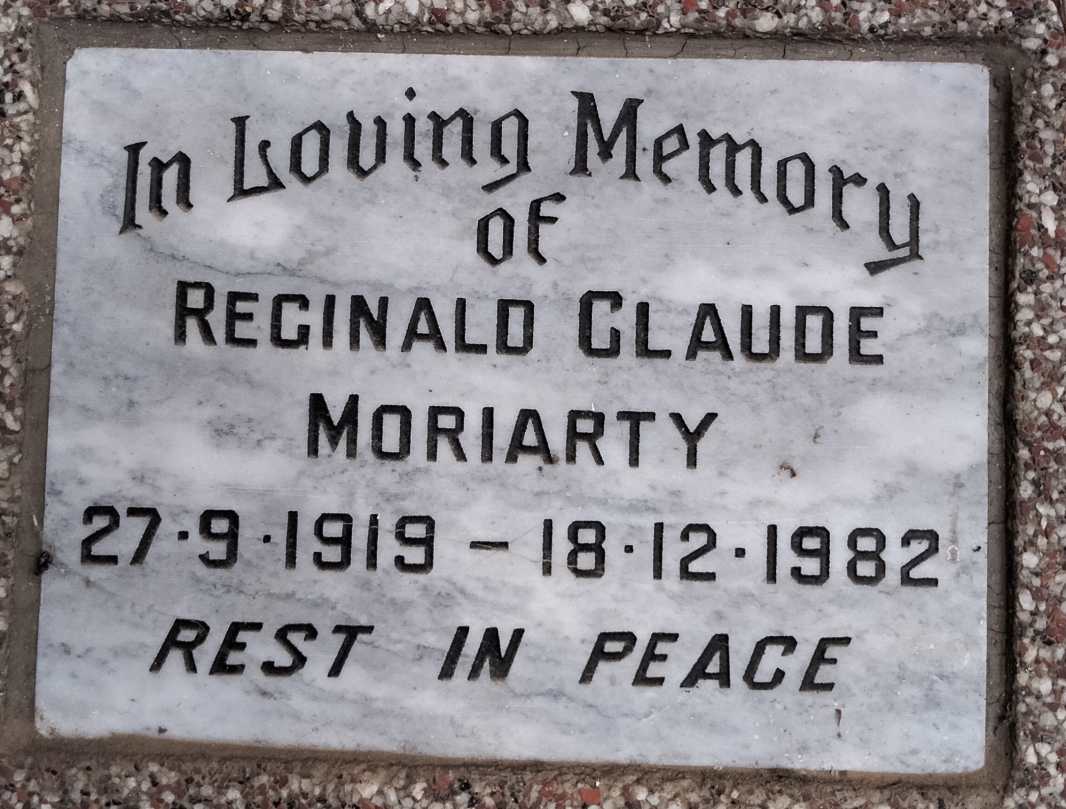 In Loving Memory
of
REGINALD CLAUDE
MORIARTY
27·9·1919 – 18·12·1982
REST IN PEACE